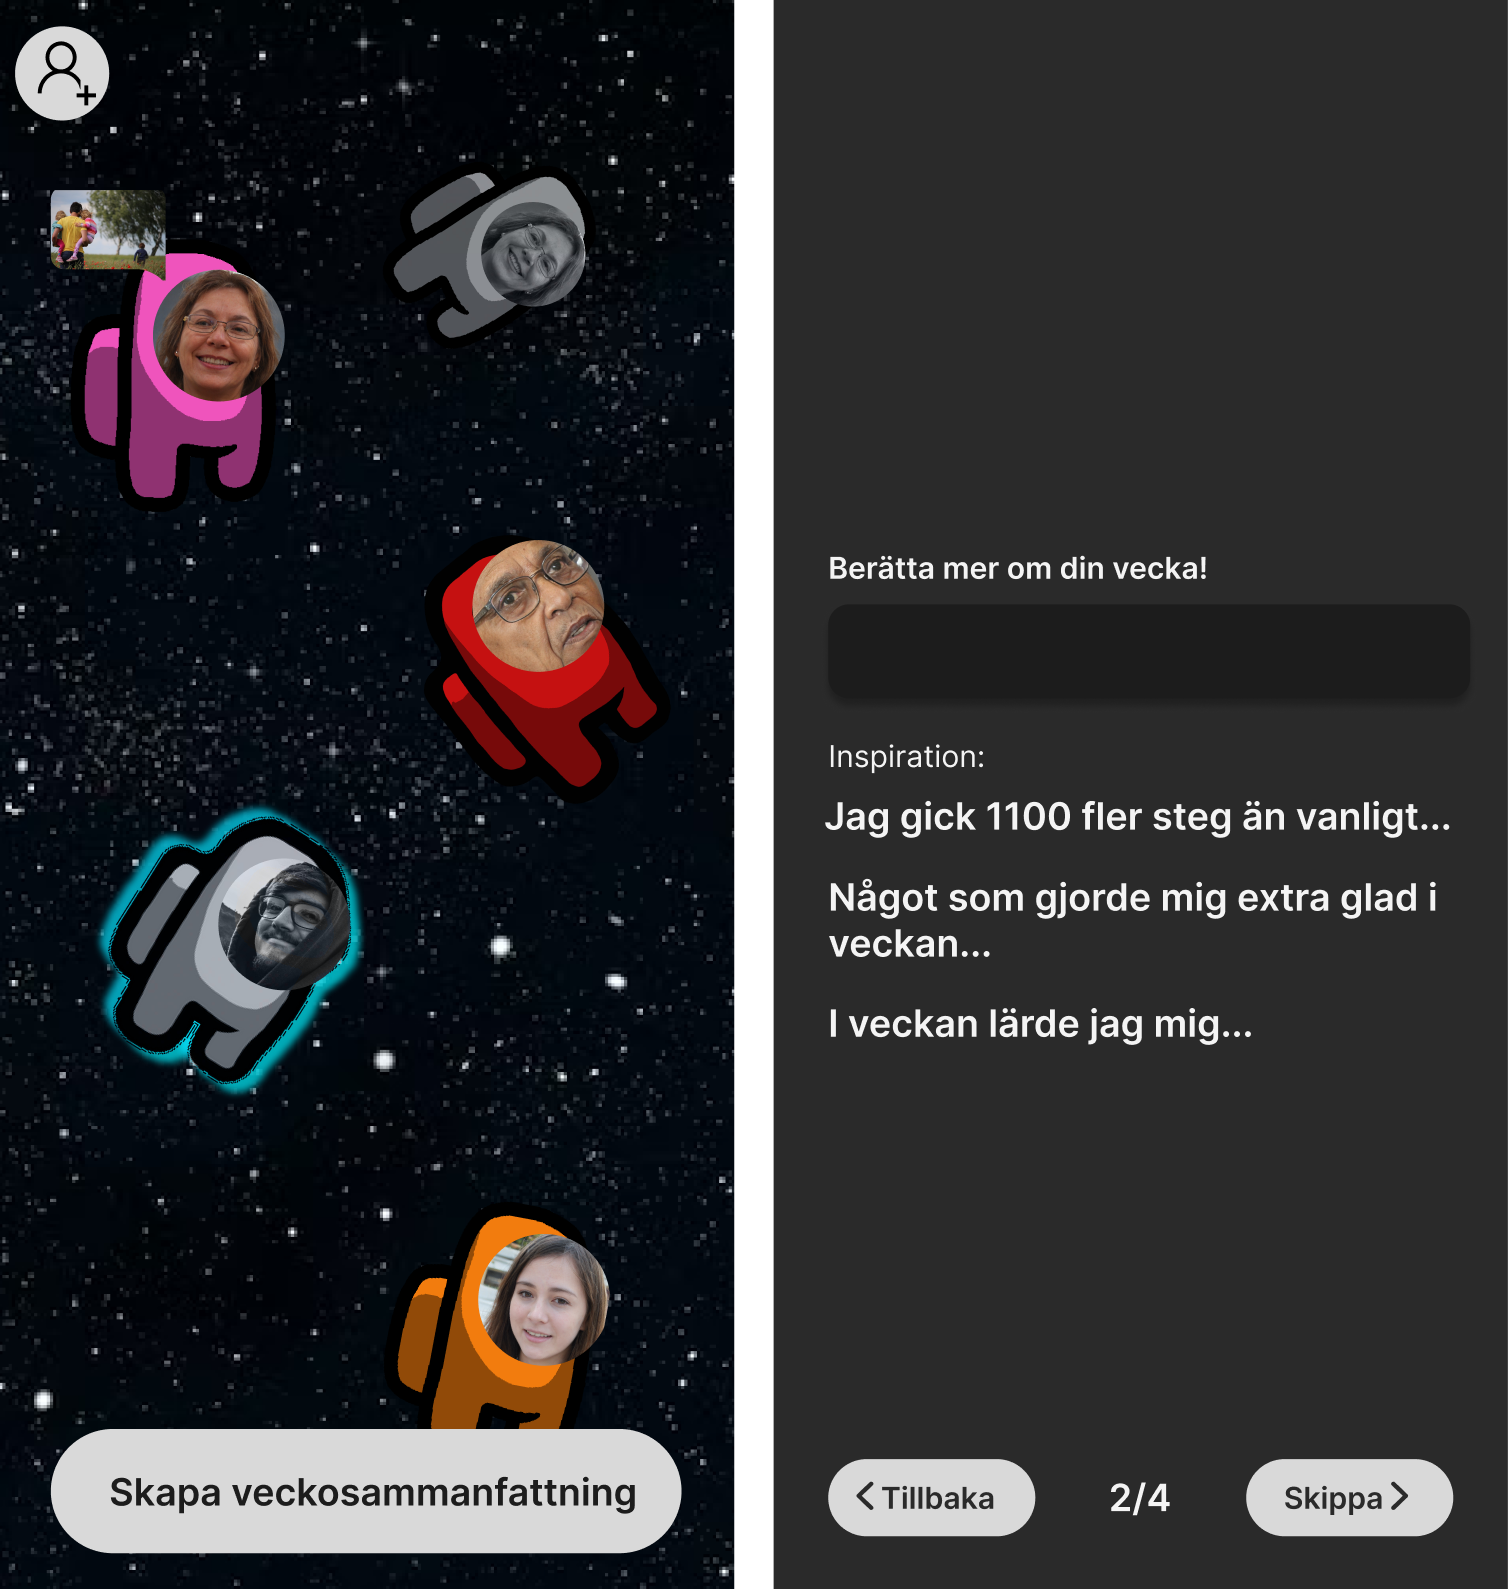 Skapa veckosammanfattning
Berätta mer om din vecka!
Inspiration:
Jag gick 1100 fler steg än vanligt...
Något som gjorde mig extra glad i
veckan...
I veckan lärde jag mig...
Tillbaka
2/4
Skippa